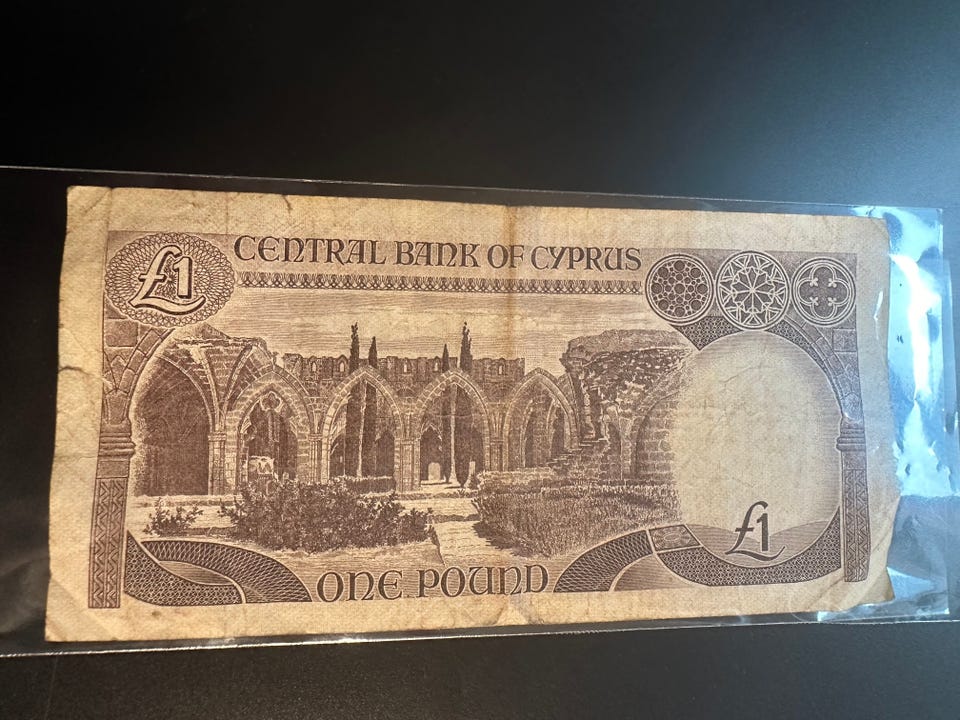 £1
CENTRAL BANK OF CYPRUS
£1
ONE POUND